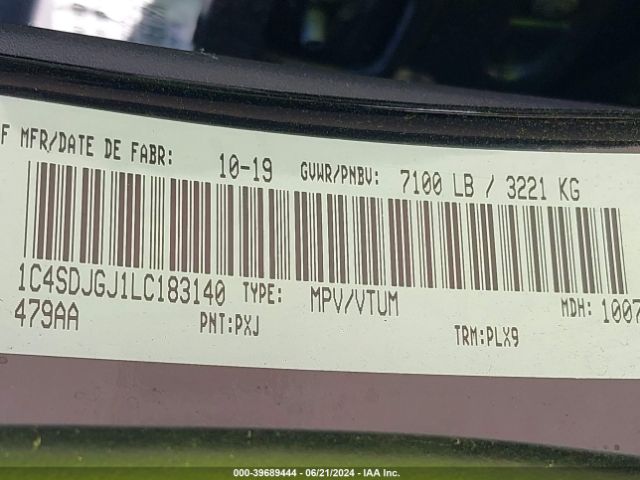 F MFR/DATE DE FABR: 10-19 GVWR/PNBV: 7100 LB / 3221 KG
1C4SDJGJ1LC183140 TYPE: MPV/VTUM MDH: 1007
479AA PNT:PXJ TRM:PLX9
000-39689444 - 06/21/2024 - IAA Inc.